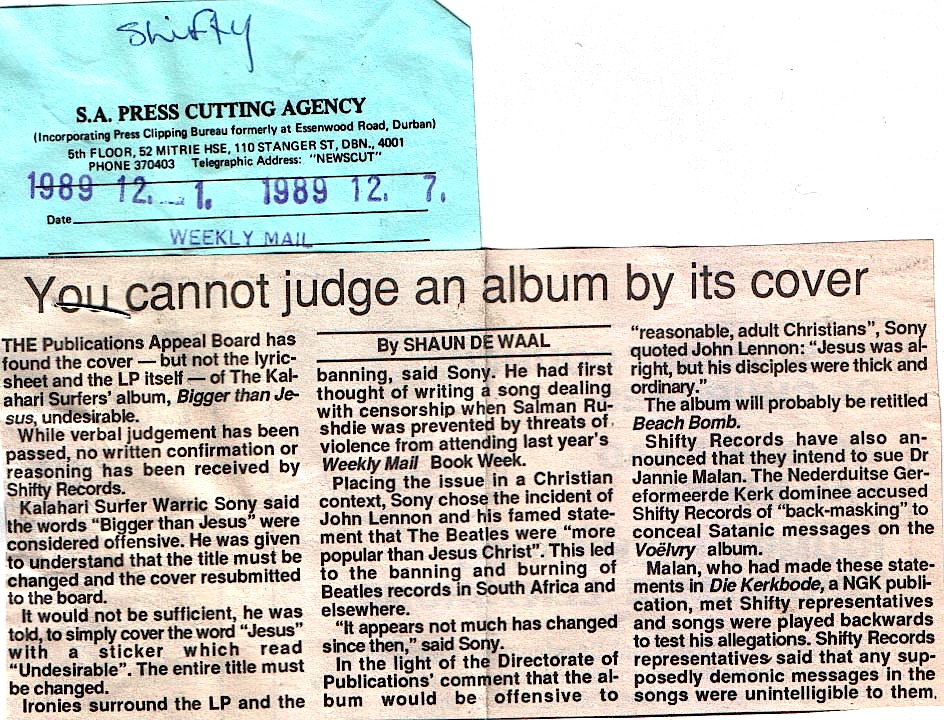 Shifty
S.A. PRESS CUTTING AGENCY
(Incorporating Press Clipping Bureau formerly at Essenwood Road, Durban)
5th FLOOR, 52 MITRIE HSE, 110 STANGER ST, DBN., 4001
PHONE 370403 Telegraphic Address: "NEWSCUT"
1989 12. 1. 1989 12. 7.
Date
WEEKLY MAIL
You cannot judge an album by its cover
THE Publications Appeal Board has
found the cover — but not the lyric-
sheet and the LP itself — of The Kal-
ahari Surfers' album, Bigger than Je-
sus, undesirable.
While verbal judgement has been
passed, no written confirmation or
reasoning has been received by
Shifty Records.
Kalahari Surfer Warric Sony said
the words "Bigger than Jesus" were
considered offensive. He was given
to understand that the title must be
changed and the cover resubmitted
to the board.
It would not be sufficient, he was
told, to simply cover the word "Jesus"
with a sticker which read
"Undesirable". The entire title must
be changed.
Ironies surround the LP and the
By SHAUN DE WAAL
banning, said Sony. He had first
thought of writing a song dealing
with censorship when Salman Ru-
shdie was prevented by threats of
violence from attending last year's
Weekly Mail Book Week.
Placing the issue in a Christian
context, Sony chose the incident of
John Lennon and his famed state-
ment that The Beatles were "more
popular than Jesus Christ". This led
to the banning and burning of
Beatles records in South Africa and
elsewhere.
"It appears not much has changed
since then," said Sony.
In the light of the Directorate of
Publications' comment that the al-
bum would be offensive to
"reasonable, adult Christians", Sony
quoted John Lennon: "Jesus was al-
right, but his disciples were thick and
ordinary."
The album will probably be retitled
Beach Bomb.
Shifty Records have also an-
nounced that they intend to sue Dr
Jannie Malan. The Nederduitse Ger-
eformeerde Kerk dominee accused
Shifty Records of "back-masking" to
conceal Satanic messages on the
Voëlvry album.
Malan, who had made these state-
ments in Die Kerkbode, a NGK publi-
cation, met Shifty representatives
and songs were played backwards
to test his allegations. Shifty Records
representatives said that any sup-
posedly demonic messages in the
songs were unintelligible to them.